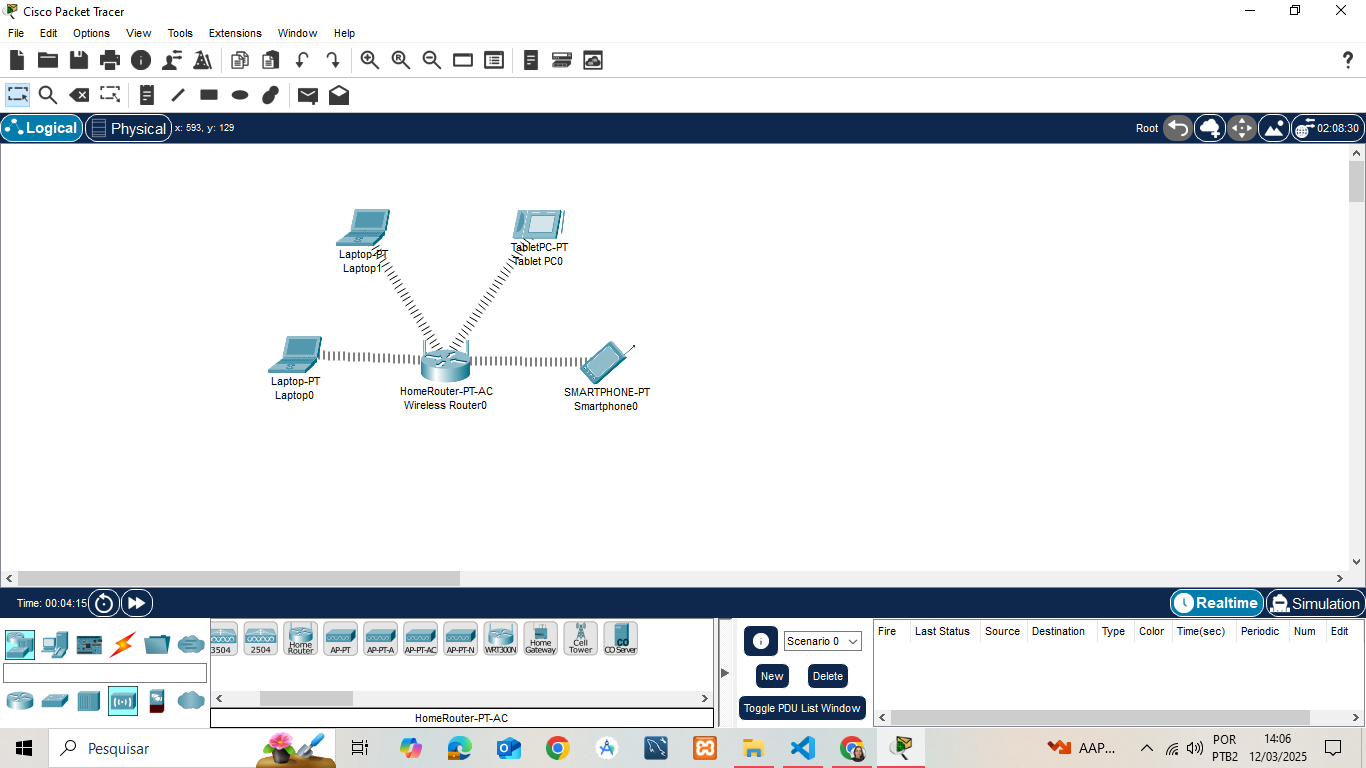 Cisco Packet Tracer
File Edit Options View Tools Extensions Window Help
Logical Physical x: 593, y: 129 Root 02:08:30
Laptop-PT
Laptop1
TabletPC-PT
Tablet PC0
Laptop-PT
Laptop0
HomeRouter-PT-AC
Wireless Router0
SMARTPHONE-PT
Smartphone0
Time: 00:04:15 Realtime Simulation
3504 2504 Home Router AP-PT AP-PT-A AP-PT-AC AP-PT-N WRT300N Home Gateway Cell Tower CO Server
HomeRouter-PT-AC
Scenario 0
New Delete
Toggle PDU List Window
Fire Last Status Source Destination Type Color Time(sec) Periodic Num Edit
Pesquisar
AAP...
POR
PTB2
14:06
12/03/2025